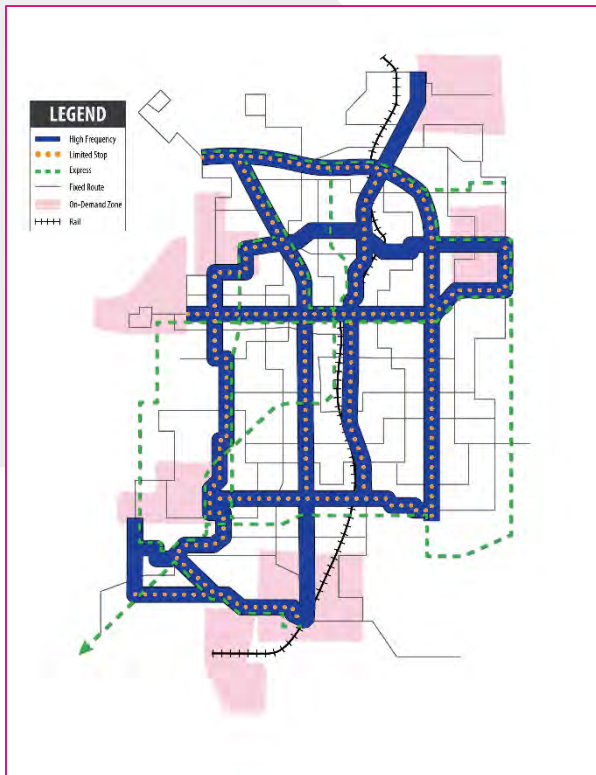 LEGEND
High Frequency
Limited Stop
Express
Fixed Route
On-Demand Zone
Rail